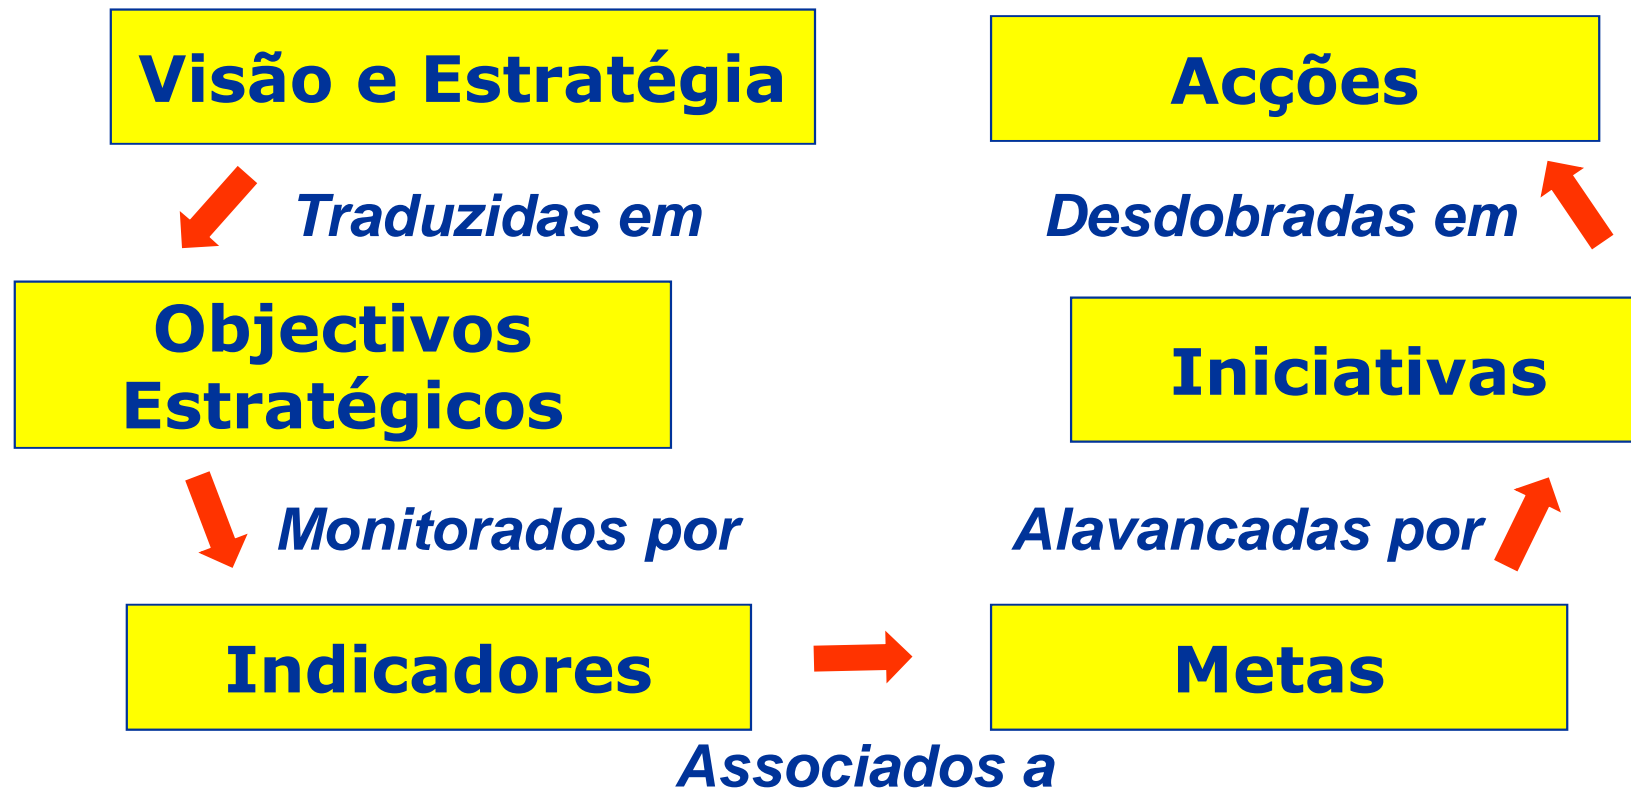 Visão e Estratégia
Acções
Traduzidas em
Desdobradas em
Objectivos
Estratégicos
Iniciativas
Monitorados por
Alavancadas por
Indicadores
Metas
Associados a